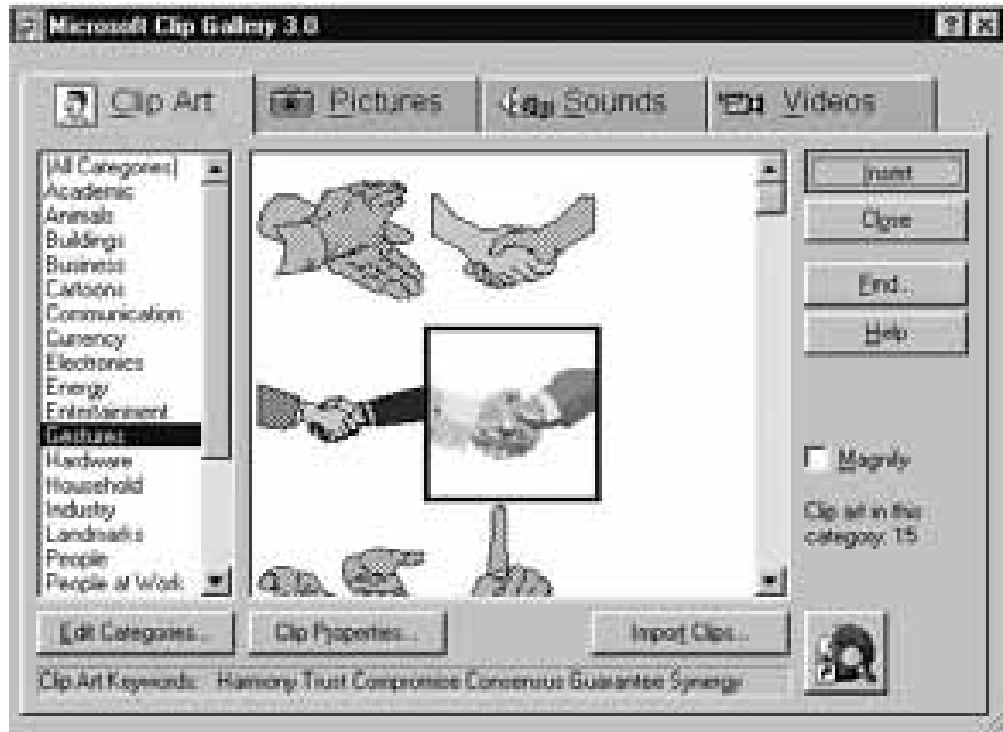 Microsoft Clip Gallery 3.0
Clip Art
Pictures
Sounds
Videos
(All Categories)
Academic
Animals
Buildings
Business
Cartoons
Communication
Currency
Electronics
Energy
Entertainment
Gestures
Hardware
Household
Industry
Landmarks
People
People at Work
Insert
Close
Find...
Help
Magnify
Clip art in this
category: 15
Edit Categories...
Clip Properties...
Import Clips...
Clip Art Keywords: Harmony Trust Compromise Consensus Guarantee Synergy